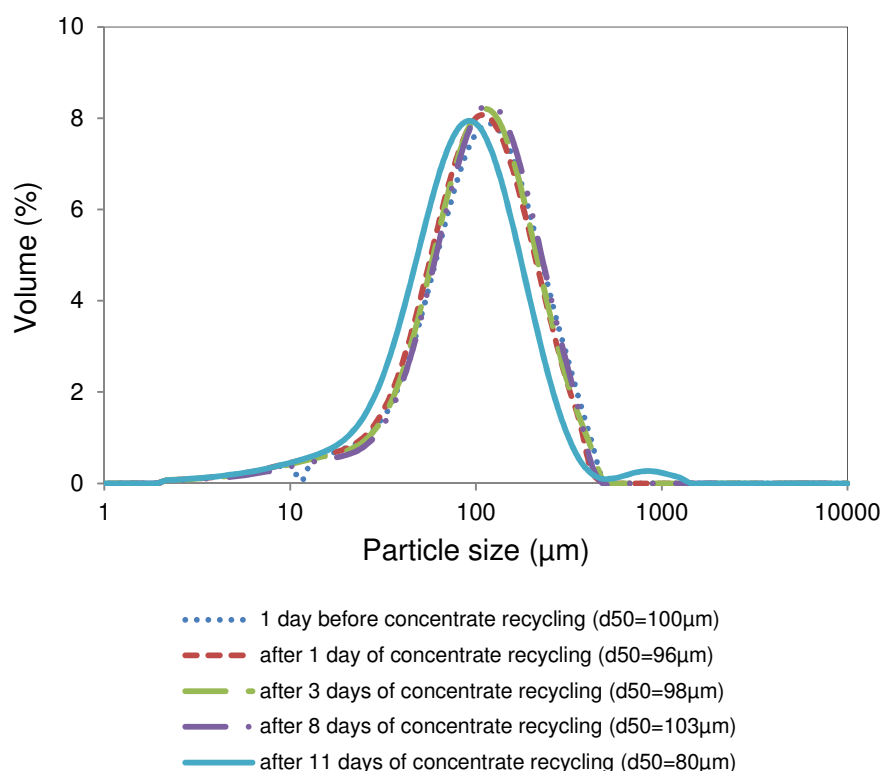 10
8
6
4
2
0
Volume (%)
1 10 100 1000 10000
Particle size (µm)
1 day before concentrate recycling (d50=100µm)
after 1 day of concentrate recycling (d50=96µm)
after 3 days of concentrate recycling (d50=98µm)
after 8 days of concentrate recycling (d50=103µm)
after 11 days of concentrate recycling (d50=80µm)